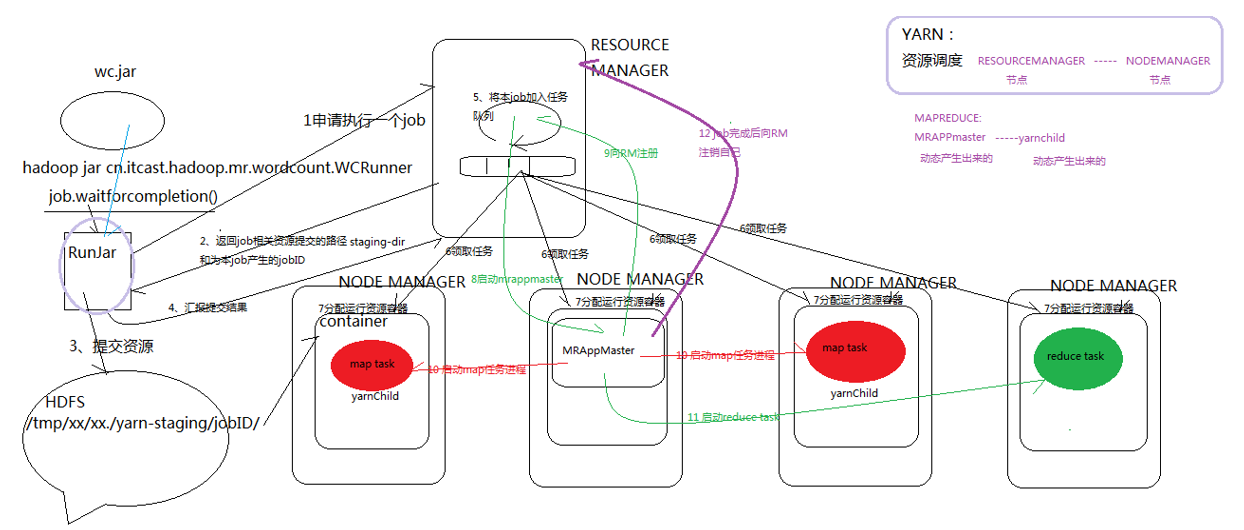 YARN：
资源调度
RESOURCEMANAGER ----- NODEMANAGER
节点 节点
MAPREDUCE:
MRAPPmaster -----yarnchild
动态产生出来的 动态产生出来的
RESOURCE
MANAGER
wc.jar
5、将本job加入任务
队列
1申请执行一个job
12 job完成后向RM
注销自己
9向RM注册
hadoop jar cn.itcast.hadoop.mr.wordcount.WCRunner
job.waitforcompletion()
RunJar
2、返回job相关资源提交的路径 staging-dir
和为本job产生的jobID
6领取任务
6领取任务
6领取任务
6领取任务
8启动mrappmaster
4、汇报提交结果
3、提交资源
NODE MANAGER
NODE MANAGER
NODE MANAGER
NODE MANAGER
7分配运行资源容器
7分配运行资源容器
7分配运行资源容器
7分配运行资源容器
container
MRAppMaster
map task
yarnChild
10 启动map任务进程
10 启动map任务进程
map task
yarnChild
reduce task
11 启动reduce task
HDFS
/tmp/xx/xx./yarn-staging/jobID/